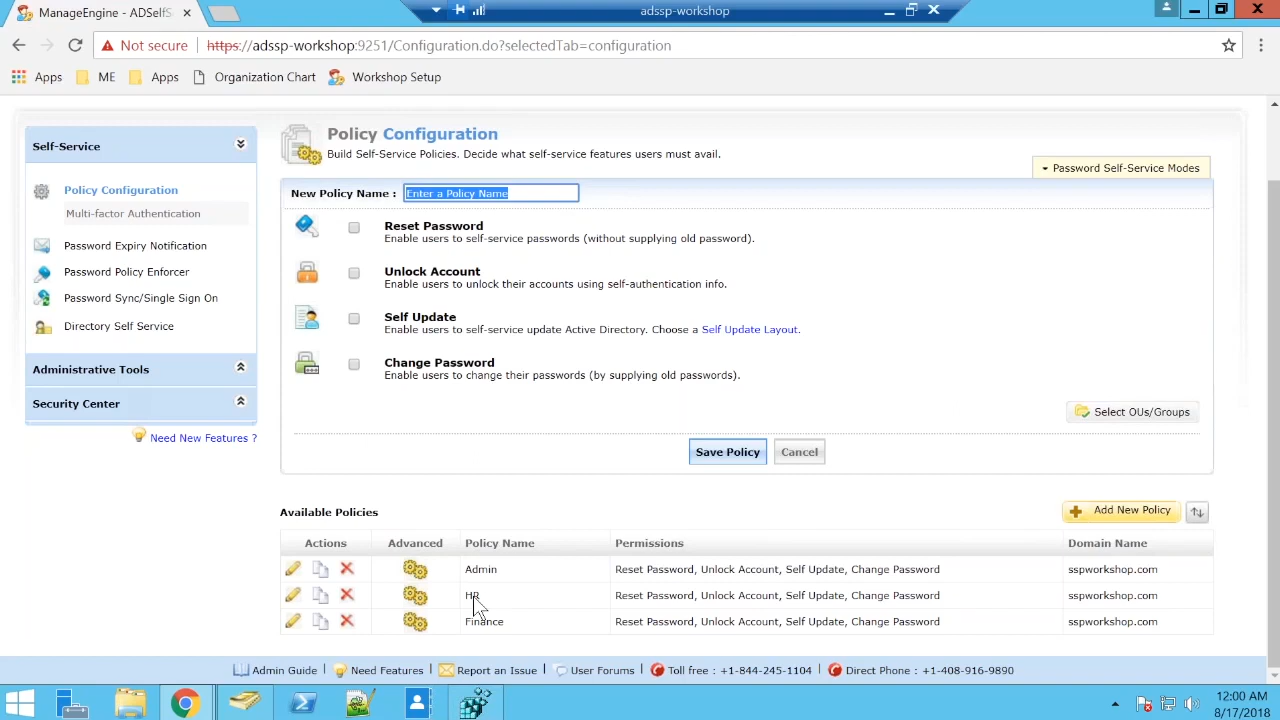 ManageEngine - ADSelfS
adssp-workshop
Not secure
https://adssp-workshop:9251/Configuration.do?selectedTab=configuration
Apps
ME
Apps
Organization Chart
Workshop Setup
Self-Service
Policy Configuration
Multi-factor Authentication
Password Expiry Notification
Password Policy Enforcer
Password Sync/Single Sign On
Directory Self Service
Administrative Tools
Security Center
Need New Features ?
Policy Configuration
Build Self-Service Policies. Decide what self-service features users must avail.
Password Self-Service Modes
New Policy Name : Enter a Policy Name
Reset Password
Enable users to self-service passwords (without supplying old password).
Unlock Account
Enable users to unlock their accounts using self-authentication info.
Self Update
Enable users to self-service update Active Directory. Choose a Self Update Layout.
Change Password
Enable users to change their passwords (by supplying old passwords).
Select OUs/Groups
Save Policy
Cancel
Available Policies
Add New Policy
Actions Advanced Policy Name Permissions Domain Name
Admin Reset Password, Unlock Account, Self Update, Change Password sspworkshop.com
HR Reset Password, Unlock Account, Self Update, Change Password sspworkshop.com
Finance Reset Password, Unlock Account, Self Update, Change Password sspworkshop.com
Admin Guide | Need Features | Report an Issue | User Forums | Toll free : +1-844-245-1104 | Direct Phone : +1-408-916-9890
12:00 AM
8/17/2018